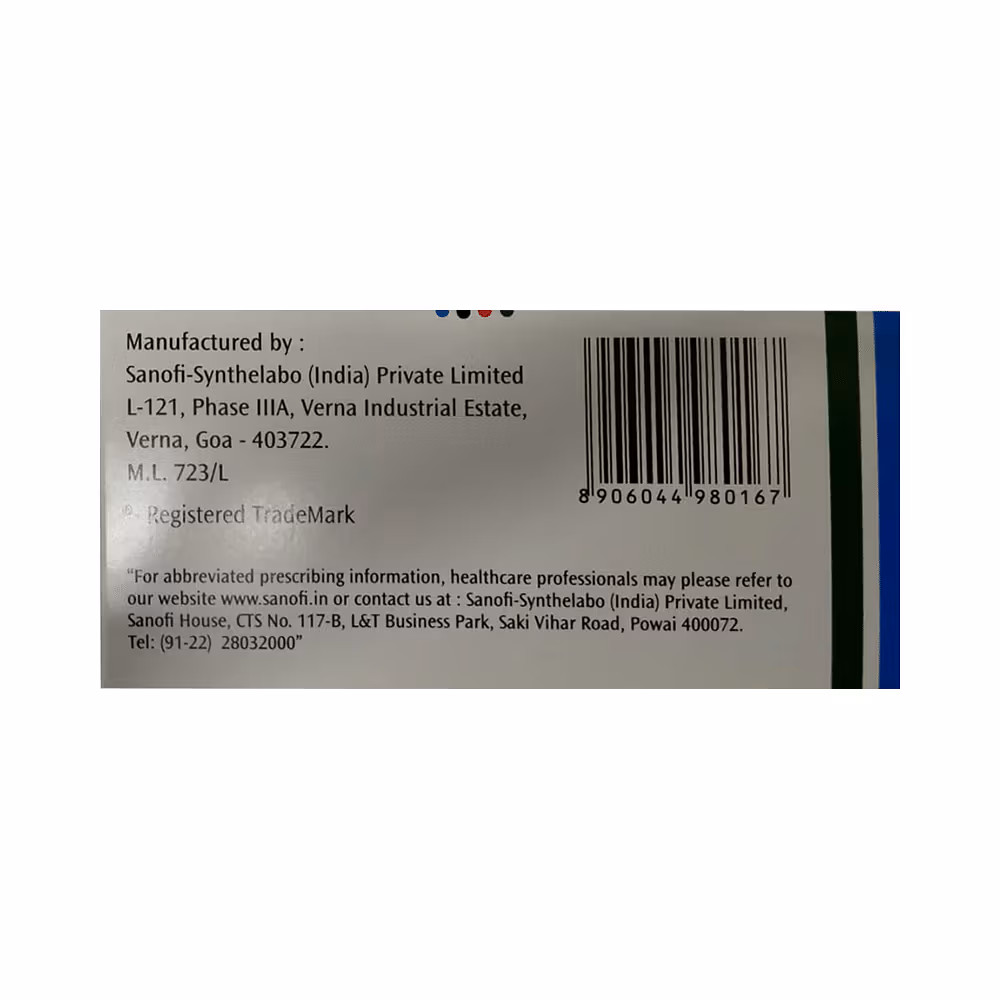 Manufactured by :
Sanofi-Synthelabo (India) Private Limited
L-121, Phase IIIA, Verna Industrial Estate,
Verna, Goa - 403722.
M.L. 723/L
® - Registered TradeMark
8 906044 980167
“For abbreviated prescribing information, healthcare professionals may please refer to
our website www.sanofi.in or contact us at : Sanofi-Synthelabo (India) Private Limited,
Sanofi House, CTS No. 117-B, L&T Business Park, Saki Vihar Road, Powai 400072.
Tel: (91-22) 28032000”